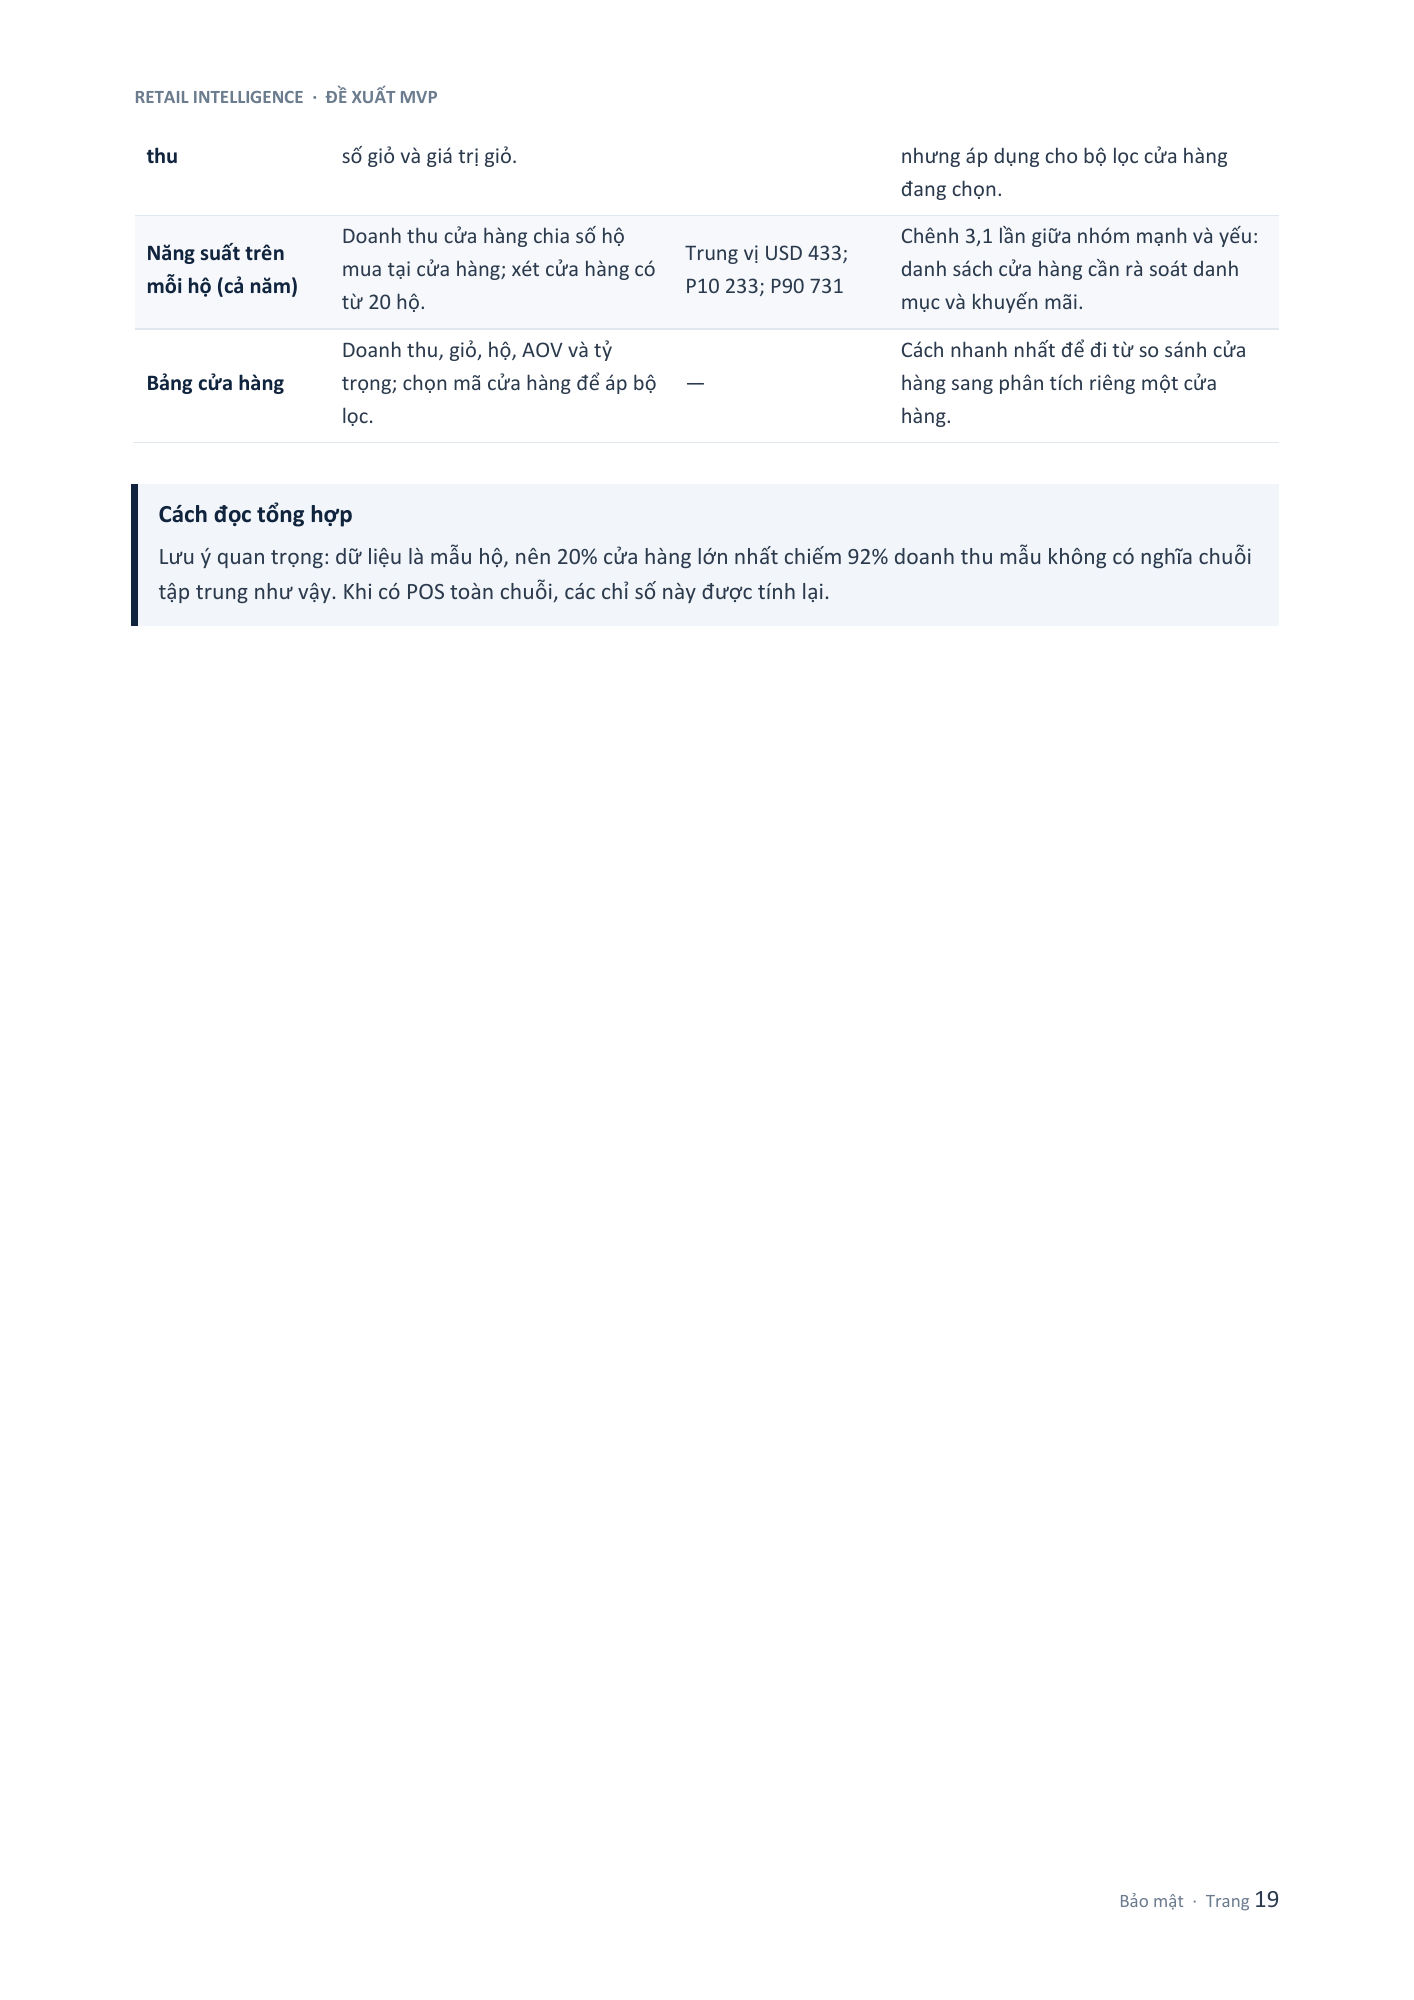 RETAIL INTELLIGENCE · ĐỀ XUẤT MVP
thu
số giỏ và giá trị giỏ.
nhưng áp dụng cho bộ lọc cửa hàng
đang chọn.
Năng suất trên
mỗi hộ (cả năm)
Doanh thu cửa hàng chia số hộ
mua tại cửa hàng; xét cửa hàng có
từ 20 hộ.
Trung vị USD 433;
P10 233; P90 731
Chênh 3,1 lần giữa nhóm mạnh và yếu:
danh sách cửa hàng cần rà soát danh
mục và khuyến mãi.
Bảng cửa hàng
Doanh thu, giỏ, hộ, AOV và tỷ
trọng; chọn mã cửa hàng để áp bộ
lọc.
—
Cách nhanh nhất để đi từ so sánh cửa
hàng sang phân tích riêng một cửa
hàng.
Cách đọc tổng hợp
Lưu ý quan trọng: dữ liệu là mẫu hộ, nên 20% cửa hàng lớn nhất chiếm 92% doanh thu mẫu không có nghĩa chuỗi
tập trung như vậy. Khi có POS toàn chuỗi, các chỉ số này được tính lại.
Bảo mật · Trang 19